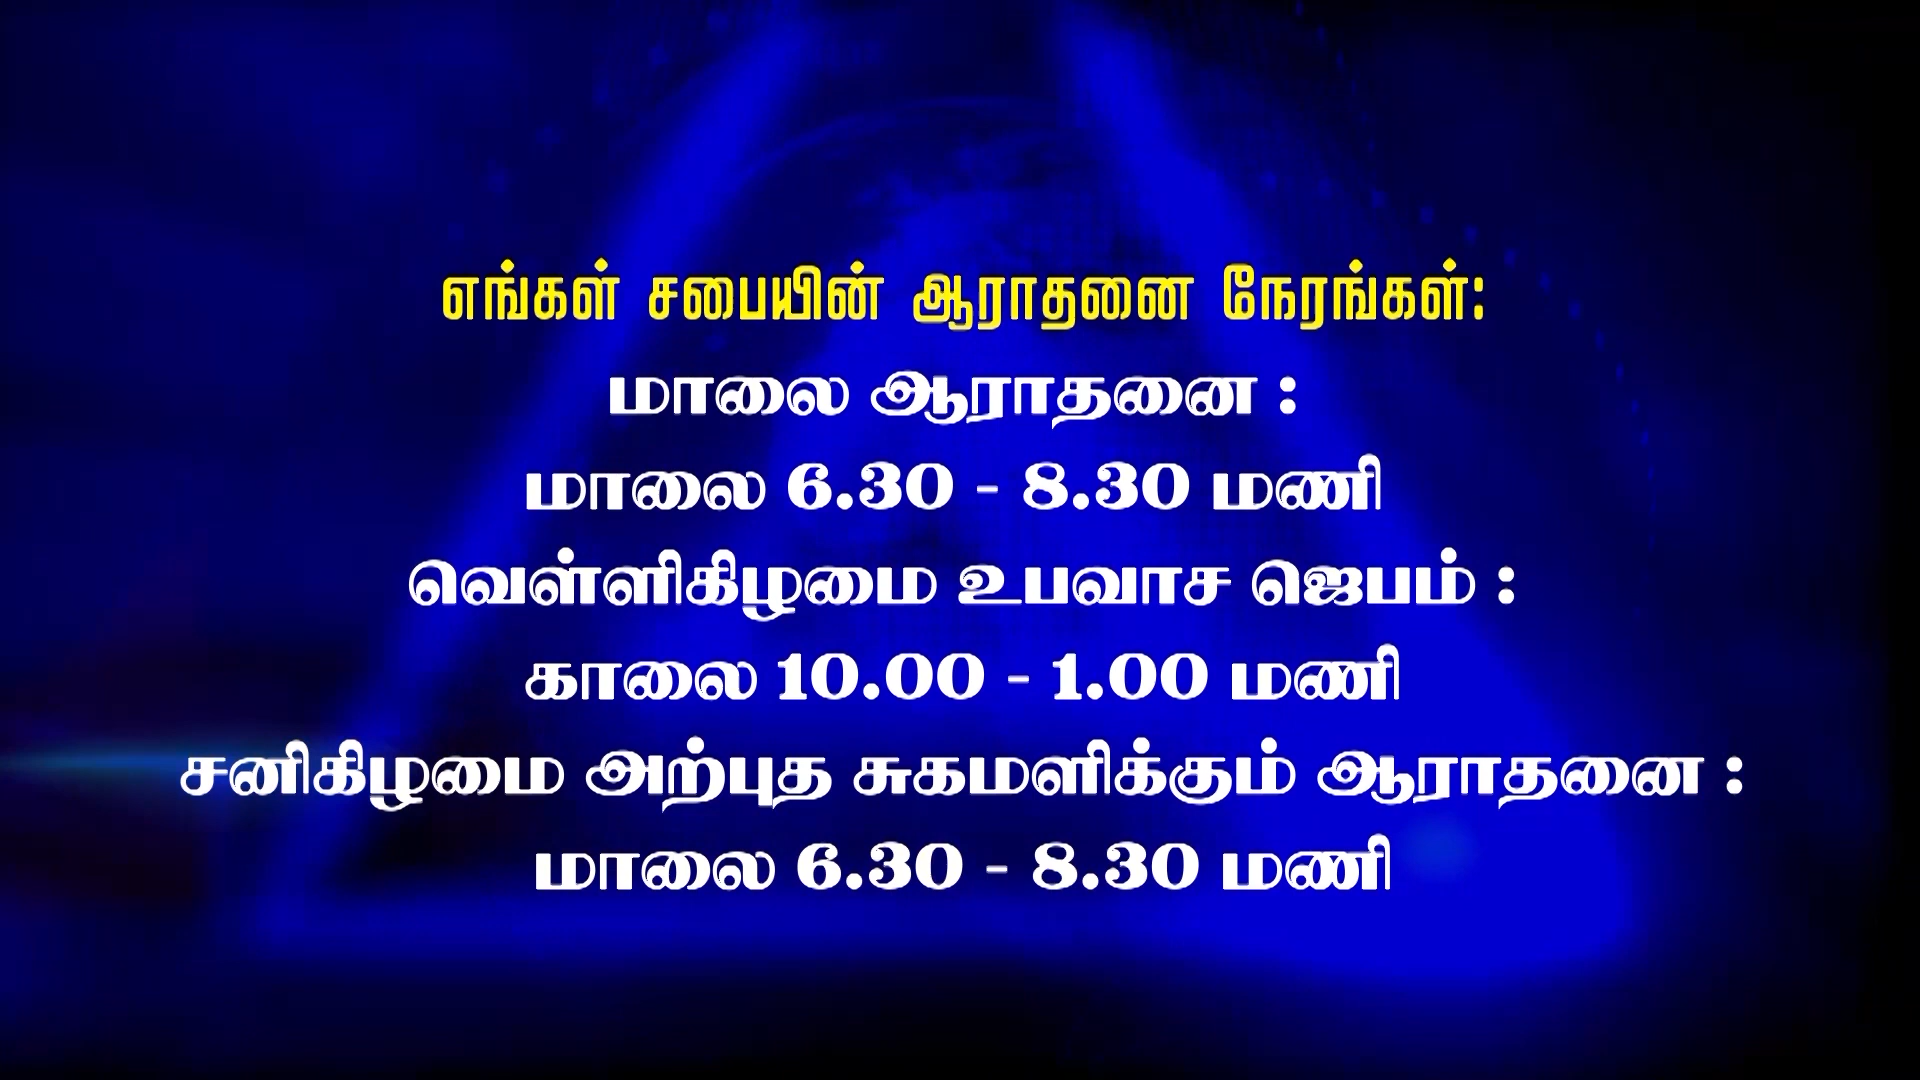 எங்கள் சபையின் ஆராதனை நேரங்கள்:
மாலை ஆராதனை :
மாலை 6.30 - 8.30 மணி
வெள்ளிகிழமை உபவாச ஜெபம் :
காலை 10.00 - 1.00 மணி
சனிகிழமை அற்புத சுகமளிக்கும் ஆராதனை :
மாலை 6.30 - 8.30 மணி